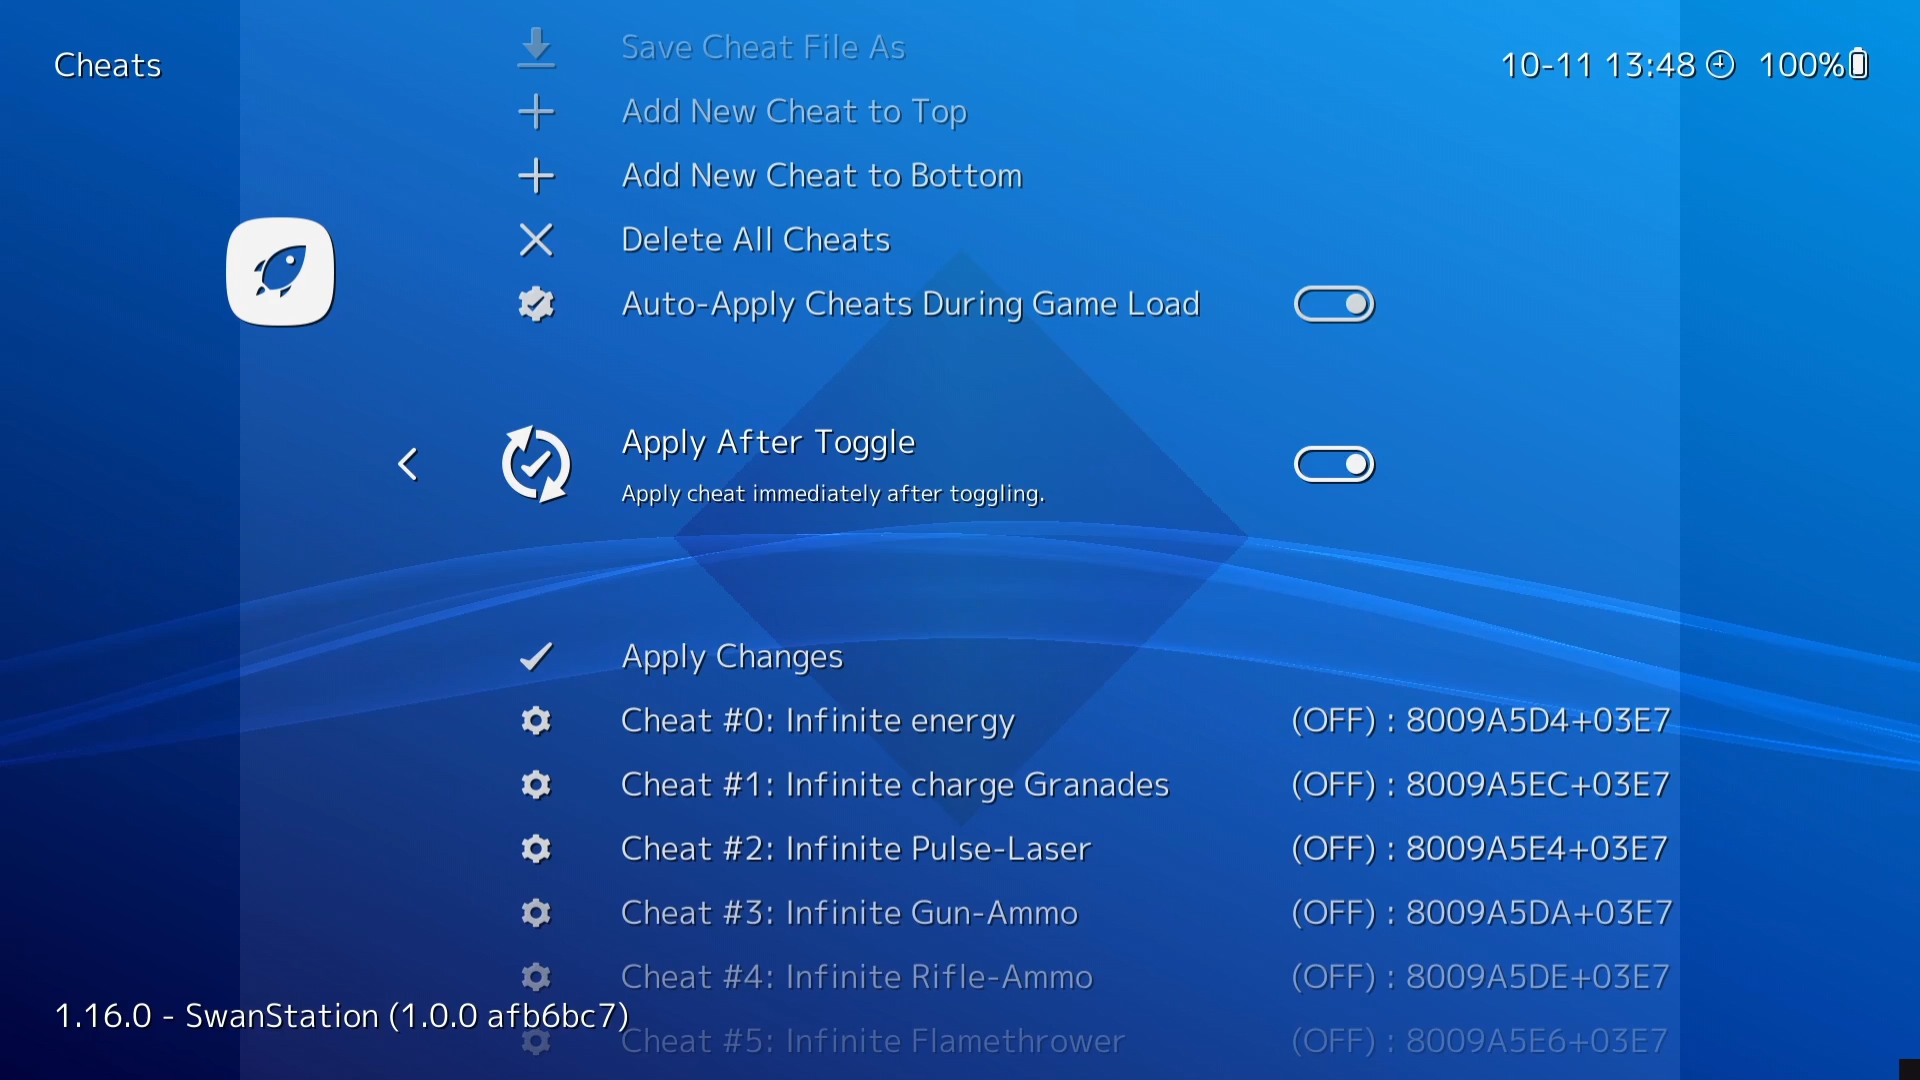 Cheats
10-11 13:48 100%
Save Cheat File As
Add New Cheat to Top
Add New Cheat to Bottom
Delete All Cheats
Auto-Apply Cheats During Game Load
Apply After Toggle
Apply cheat immediately after toggling.
Apply Changes
Cheat #0: Infinite energy (OFF) : 8009A5D4+03E7
Cheat #1: Infinite charge Granades (OFF) : 8009A5EC+03E7
Cheat #2: Infinite Pulse-Laser (OFF) : 8009A5E4+03E7
Cheat #3: Infinite Gun-Ammo (OFF) : 8009A5DA+03E7
Cheat #4: Infinite Rifle-Ammo (OFF) : 8009A5DE+03E7
1.16.0 - SwanStation (1.0.0 afb6bc7)
Cheat #5: Infinite Flamethrower (OFF) : 8009A5E6+03E7